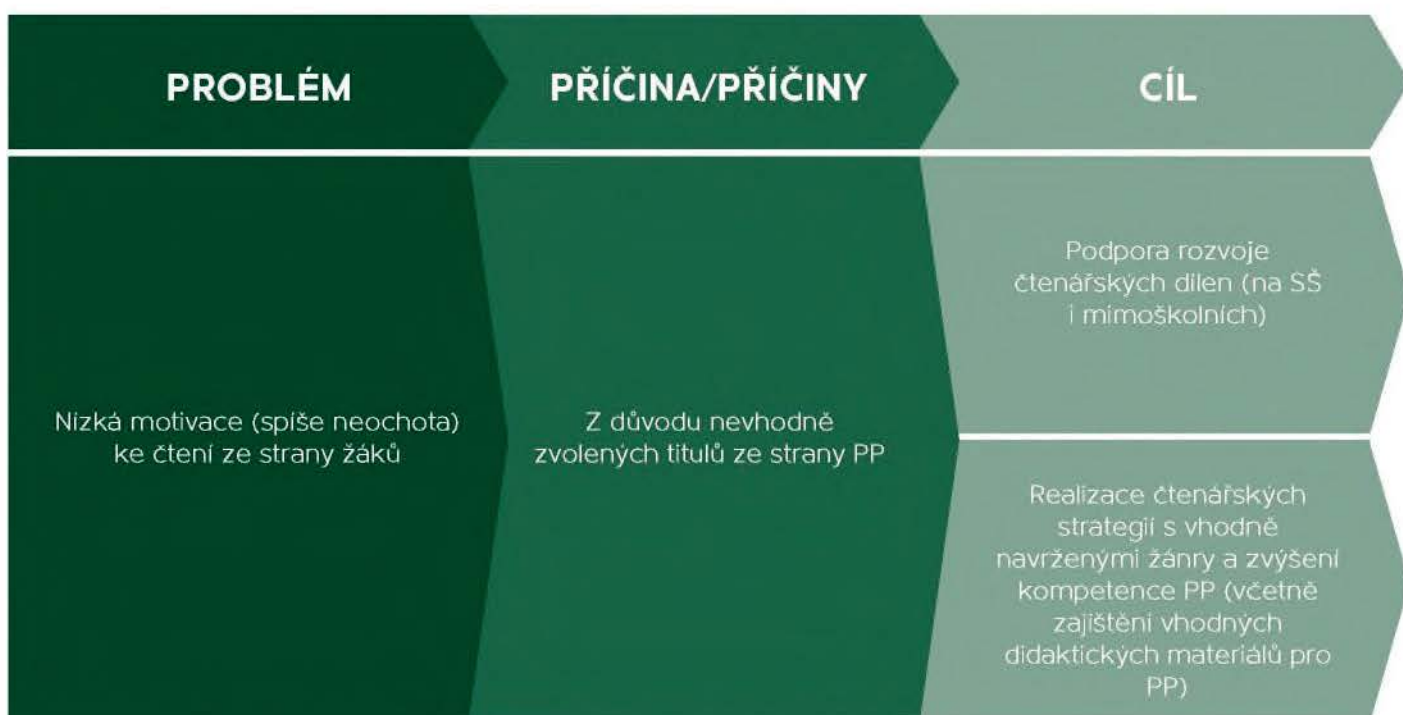 PROBLÉM
PŘÍČINA/PŘÍČINY
CÍL
Nízká motivace (spíše neochota)
ke čtení ze strany žáků
Z důvodu nevhodně
zvolených titulů ze strany PP
Podpora rozvoje
čtenářských dílen (na SŠ
i mimoškolních)
Realizace čtenářských
strategií s vhodně
navrženými žánry a zvýšení
kompetence PP (včetně
zajištění vhodných
didaktických materiálů pro
PP)